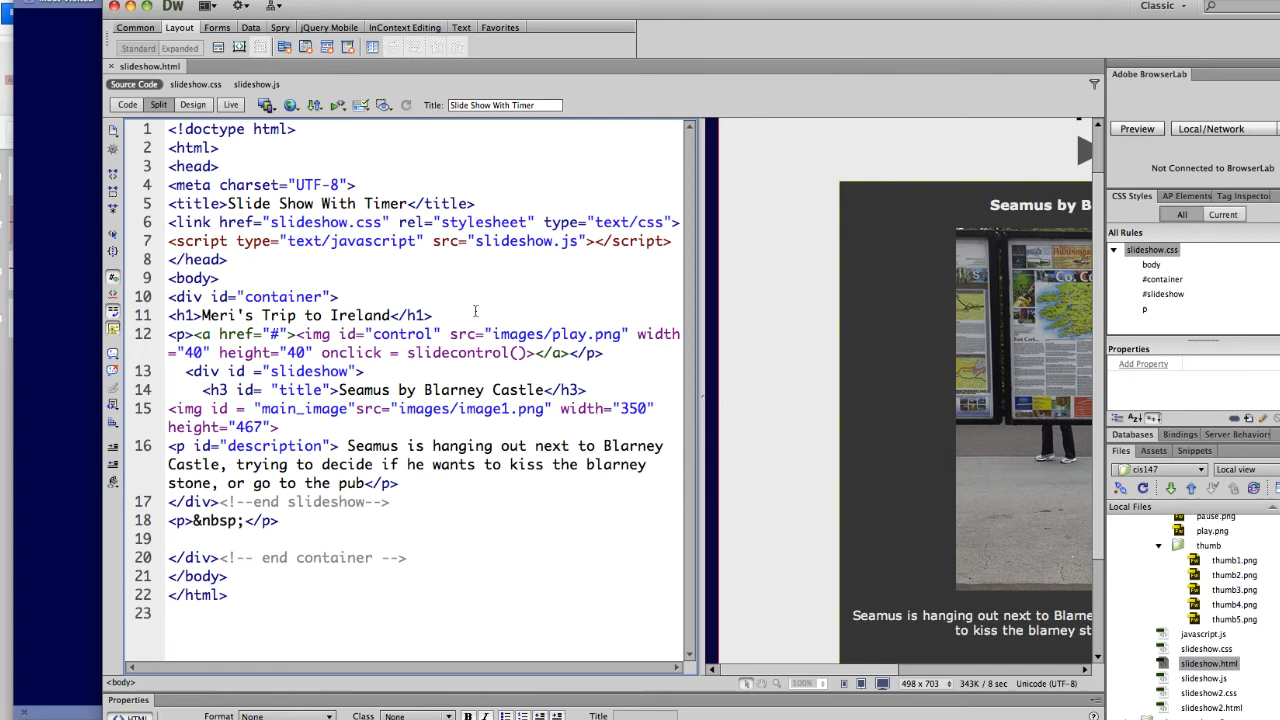 Dw
Classic
Common Layout Forms Data Spry jQuery Mobile InContext Editing Text Favorites
Standard Expanded
× slideshow.html
Source Code slideshow.css slideshow.js
Code Split Design Live Title: Slide Show With Timer
1 <!doctype html>
2 <html>
3 <head>
4 <meta charset="UTF-8">
5 <title>Slide Show With Timer</title>
6 <link href="slideshow.css" rel="stylesheet" type="text/css">
7 <script type="text/javascript" src="slideshow.js"></script>
8 </head>
9 <body>
10 <div id="container">
11 <h1>Meri's Trip to Ireland</h1>
12 <p><a href="#"><img id="control" src="images/play.png" width
="40" height="40" onclick = slidecontrol()></a></p>
13 <div id ="slideshow">
14 <h3 id= "title">Seamus by Blarney Castle</h3>
15 <img id = "main_image"src="images/image1.png" width="350"
height="467">
16 <p id="description"> Seamus is hanging out next to Blarney
Castle, trying to decide if he wants to kiss the blarney
stone, or go to the pub</p>
17 </div><!--end slideshow-->
18 <p>&nbsp;</p>
19
20 </div><!-- end container -->
21 </body>
22 </html>
23
Seamus by B
Seamus is hanging out next to Blarne
to kiss the blarney st
<body>
100% 498 x 703 343K / 8 sec Unicode (UTF-8)
Properties
HTML Format None Class None B I Title
Adobe BrowserLab
Preview Local/Network
Not Connected to BrowserLab
CSS Styles AP Elements Tag Inspecto
All Current
All Rules
slideshow.css
body
#container
#slideshow
p
Properties
Add Property
Databases Bindings Server Behaviors
Files Assets Snippets
cis147 Local view
Local Files
pause.png
play.png
thumb
thumb1.png
thumb2.png
thumb3.png
thumb4.png
thumb5.png
javascript.js
slideshow.css
slideshow.html
slideshow.js
slideshow2.css
slideshow2.html